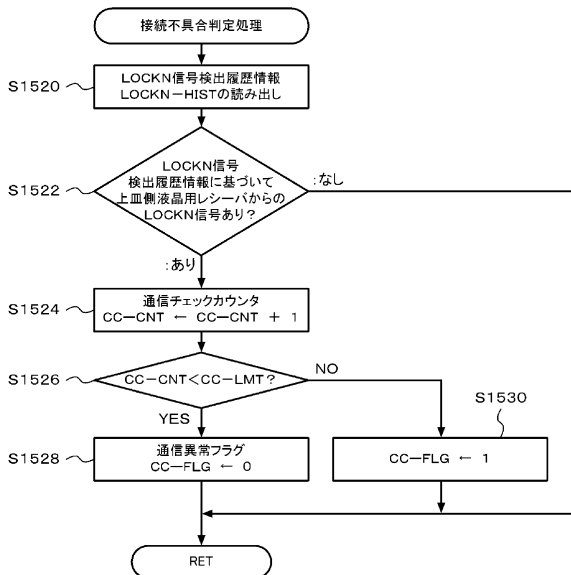 接続不具合判定処理
S1520
LOCKN信号検出履歴情報
LOCKN－HISTの読み出し
S1522
LOCKN信号
検出履歴情報に基づいて
上皿側液晶用レシーバからの
LOCKN信号あり？
:なし
:あり
S1524
通信チェックカウンタ
CC－CNT ← CC－CNT ＋ 1
S1526
CC－CNT＜CC－LMT？
NO
YES
S1530
S1528
通信異常フラグ
CC－FLG ← 0
CC－FLG ← 1
RET